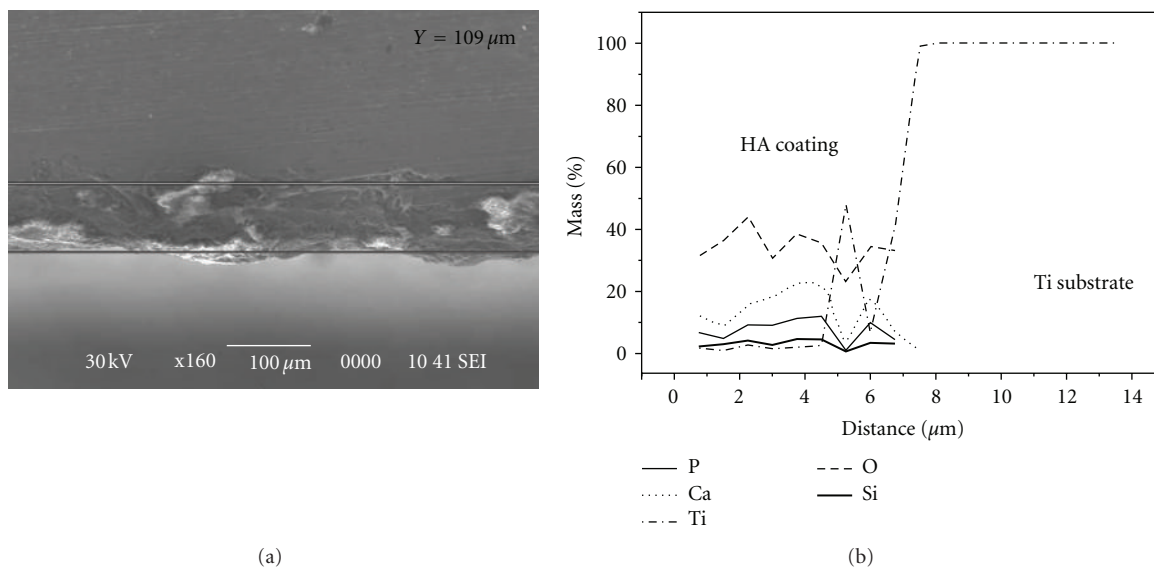 Y = 109 μm
30 kV x160 100 μm 0000 10 41 SEI
(a)
100
80
60
40
20
0
Mass (%)
HA coating
Ti substrate
0 2 4 6 8 10 12 14
Distance (μm)
P O
Ca Si
Ti
(b)